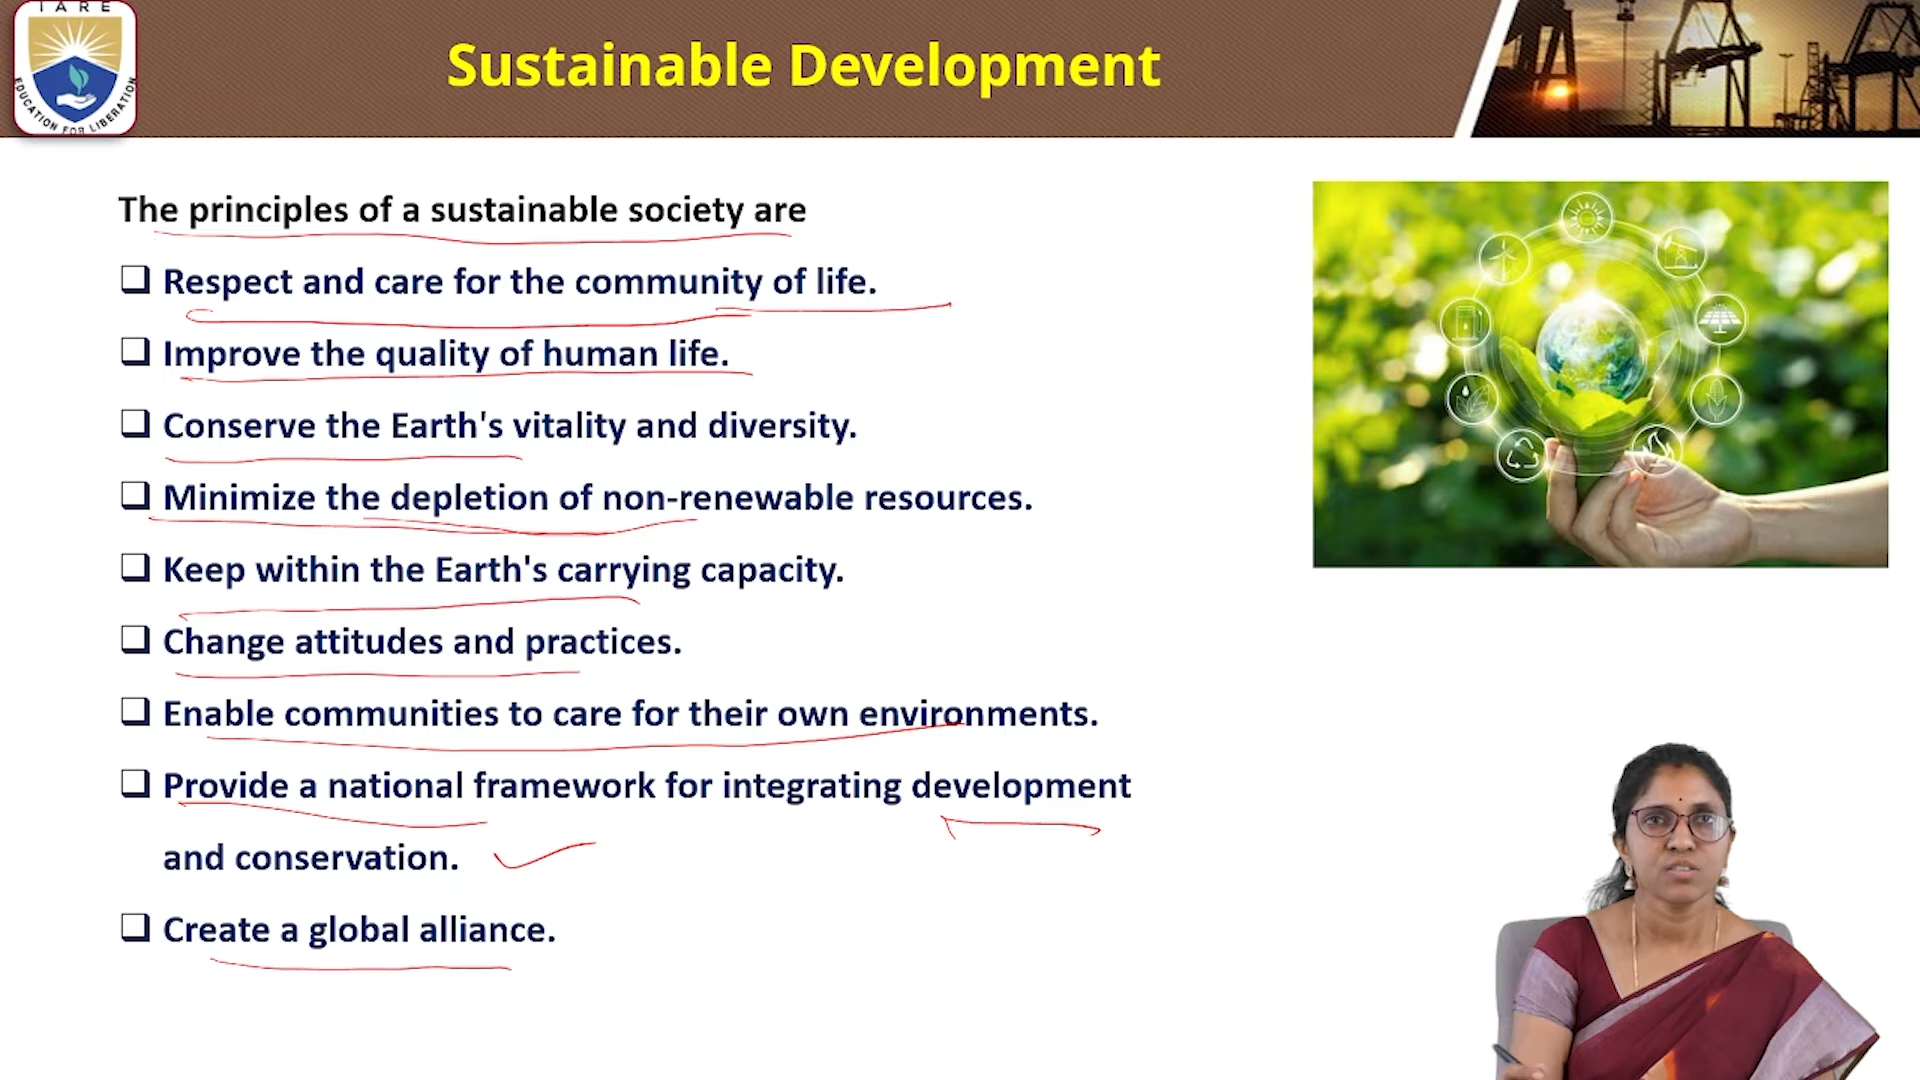 IARE
EDUCATION FOR LIBERATION
Sustainable Development
The principles of a sustainable society are
❑ Respect and care for the community of life.
❑ Improve the quality of human life.
❑ Conserve the Earth's vitality and diversity.
❑ Minimize the depletion of non-renewable resources.
❑ Keep within the Earth's carrying capacity.
❑ Change attitudes and practices.
❑ Enable communities to care for their own environments.
❑ Provide a national framework for integrating development
and conservation.
❑ Create a global alliance.